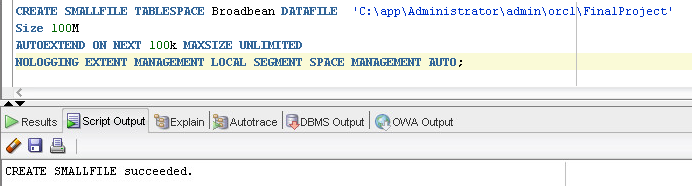 CREATE SMALLFILE TABLESPACE Broadbean DATAFILE 'C:\app\Administrator\admin\orcl\FinalProject'
Size 100M
AUTOEXTEND ON NEXT 100k MAXSIZE UNLIMITED
NOLOGGING EXTENT MANAGEMENT LOCAL SEGMENT SPACE MANAGEMENT AUTO;
Results Script Output Explain Autotrace DBMS Output OWA Output
CREATE SMALLFILE succeeded.